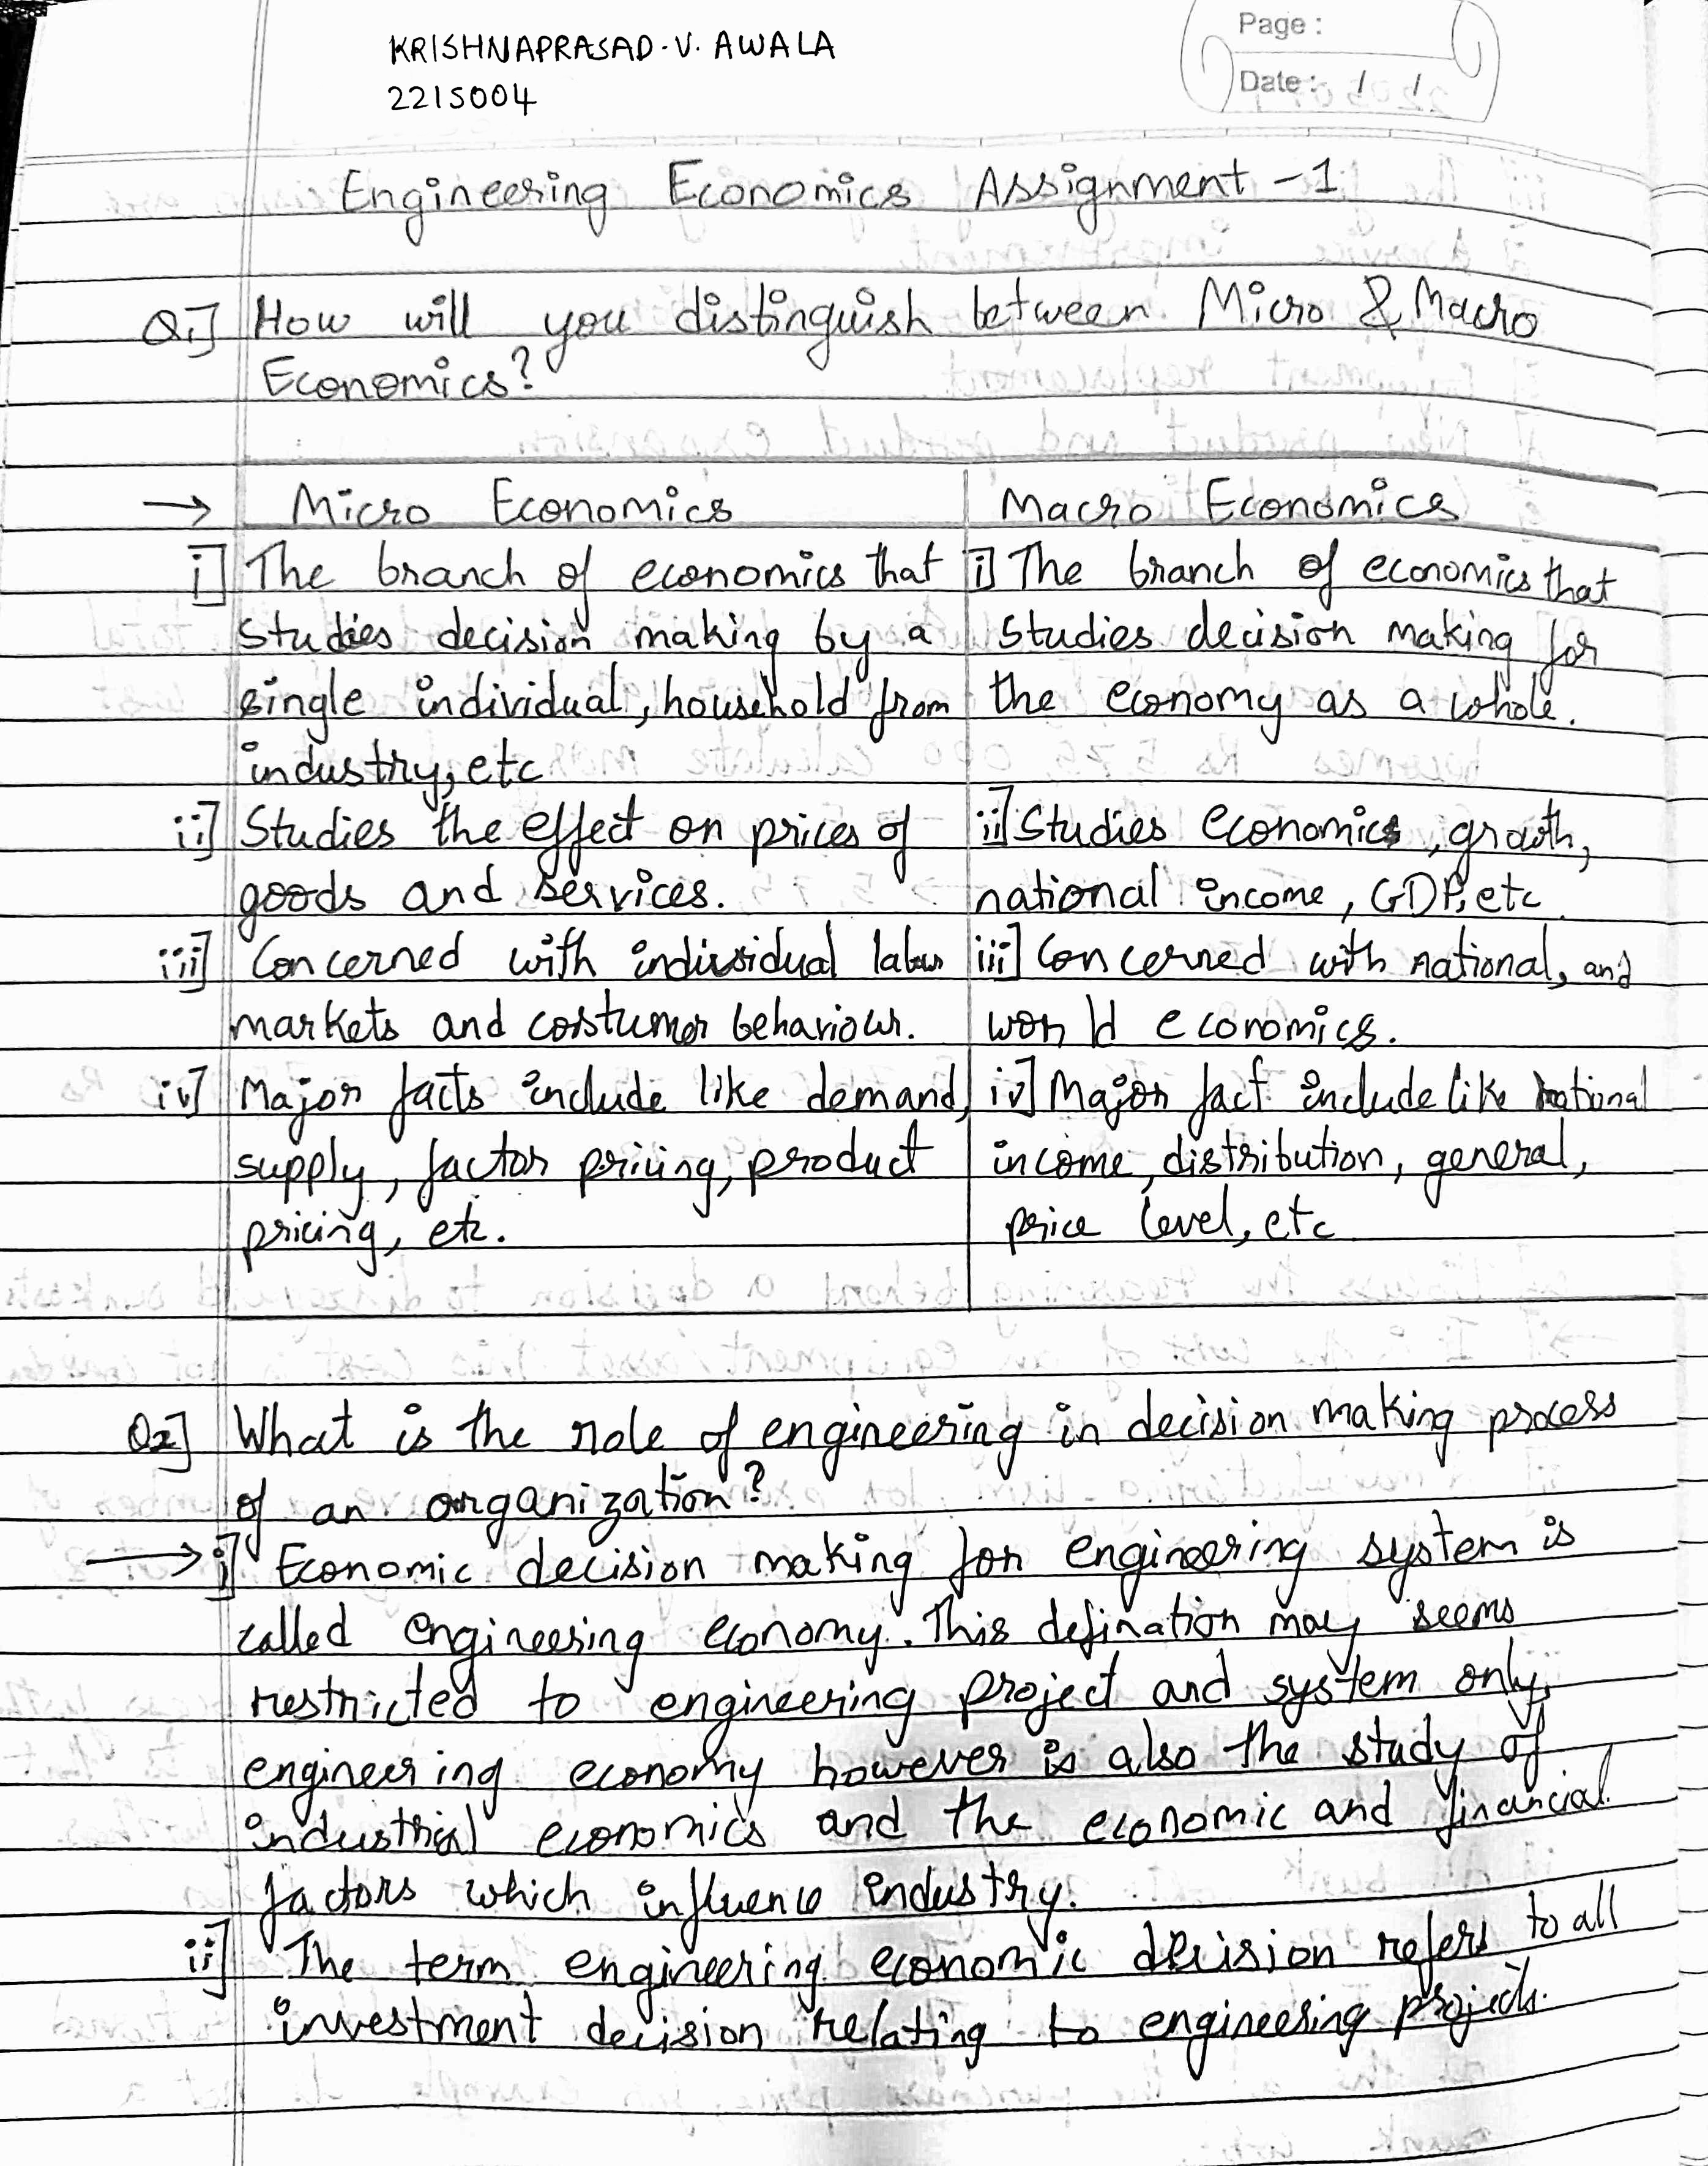 KRISHNAPRASAD.V. AWALA
2215004
Page :
Date : / /
Engineering Economics Assignment - 1
Q1] How will you distinguish between Micro & Macro
Economics?
→ Micro Economics
i] The branch of economics that
studies decision making by a
single individual, household from
industry, etc
ii] Studies the effect on prices of
goods and services.
iii] Concerned with individual labour
markets and costumer behaviour.
iv] Major facts include like demand,
supply, factor pricing, product
pricing, etc.
Macro Economics
i] The branch of economics that
studies decision making for
the economy as a whole.
ii] Studies economics, growth,
national income, GDP, etc
iii] Concerned with national, and
world economics.
iv] Major fact include like national
income, distribution, general,
price level, etc
Q2] What is the role of engineering in decision making process
of an organization?
→ i] Economic decision making for engineering system is
called engineering economy. This defination may seems
restricted to engineering project and system only,
engineering economy however is also the study of
industrial economics and the economic and financial
factors which influence industry.
ii] The term engineering economic decision refers to all
investment decision relating to engineering project.